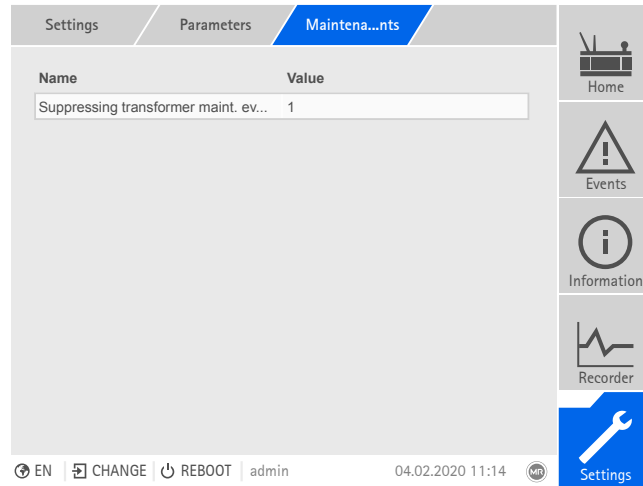 Settings Parameters Maintena...nts
Name Value
Suppressing transformer maint. ev... 1
Home
Events
Information
Recorder
Settings
EN CHANGE REBOOT admin 04.02.2020 11:14 MR